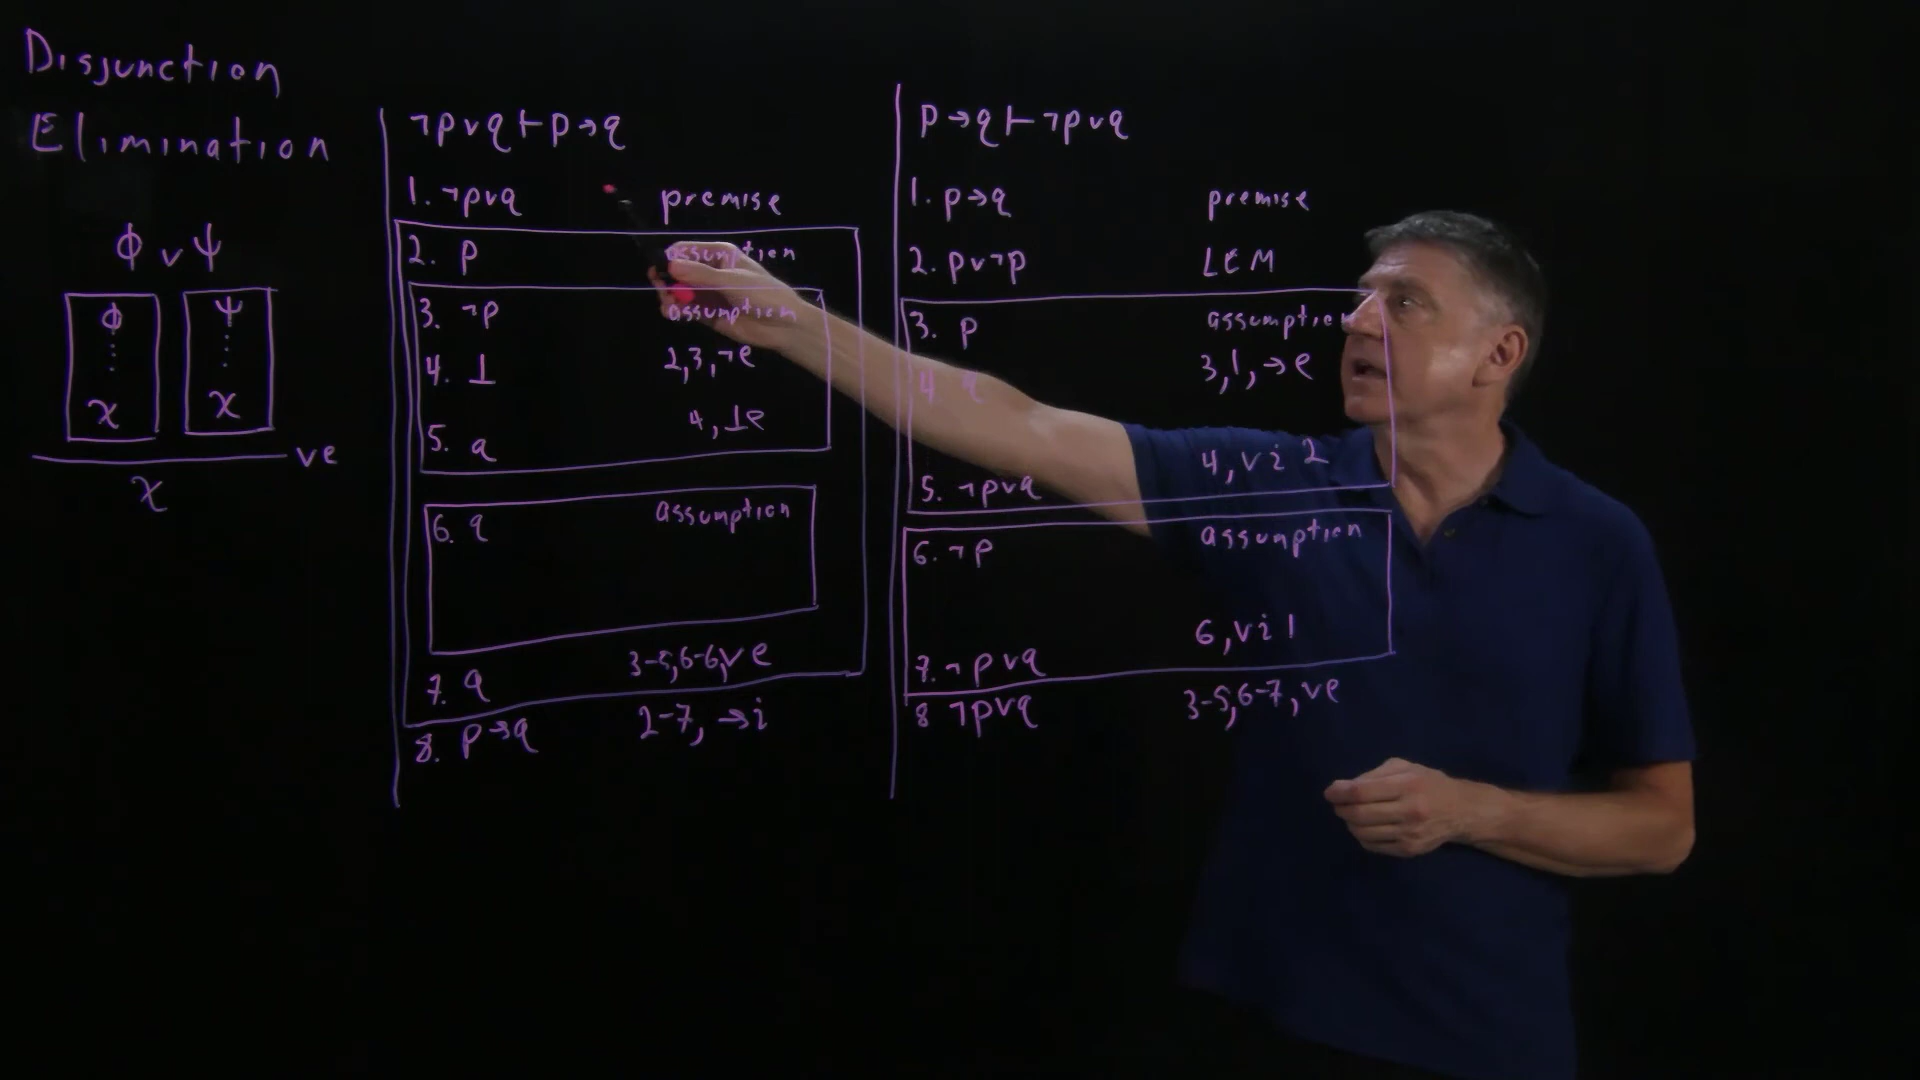 Disjunction
Elimination
ϕ ∨ ψ
ϕ ψ
⋮ ⋮
χ χ
∨e
χ
¬p∨q ⊢ p→q
1. ¬p∨q premise
2. p assumption
3. ¬p assumption
4. ⊥ 2,3,¬e
5. q 4,⊥e
6. q assumption
7. q 3-5,6-6,∨e
8. p→q 2-7, →i
p→q ⊢ ¬p∨q
1. p→q premise
2. p∨¬p LEM
3. p assumption
4. q 3,1,→e
5. ¬p∨q 4,∨i 2
6. ¬p assumption
7. ¬p∨q 6,∨i 1
8 ¬p∨q 3-5,6-7,∨e